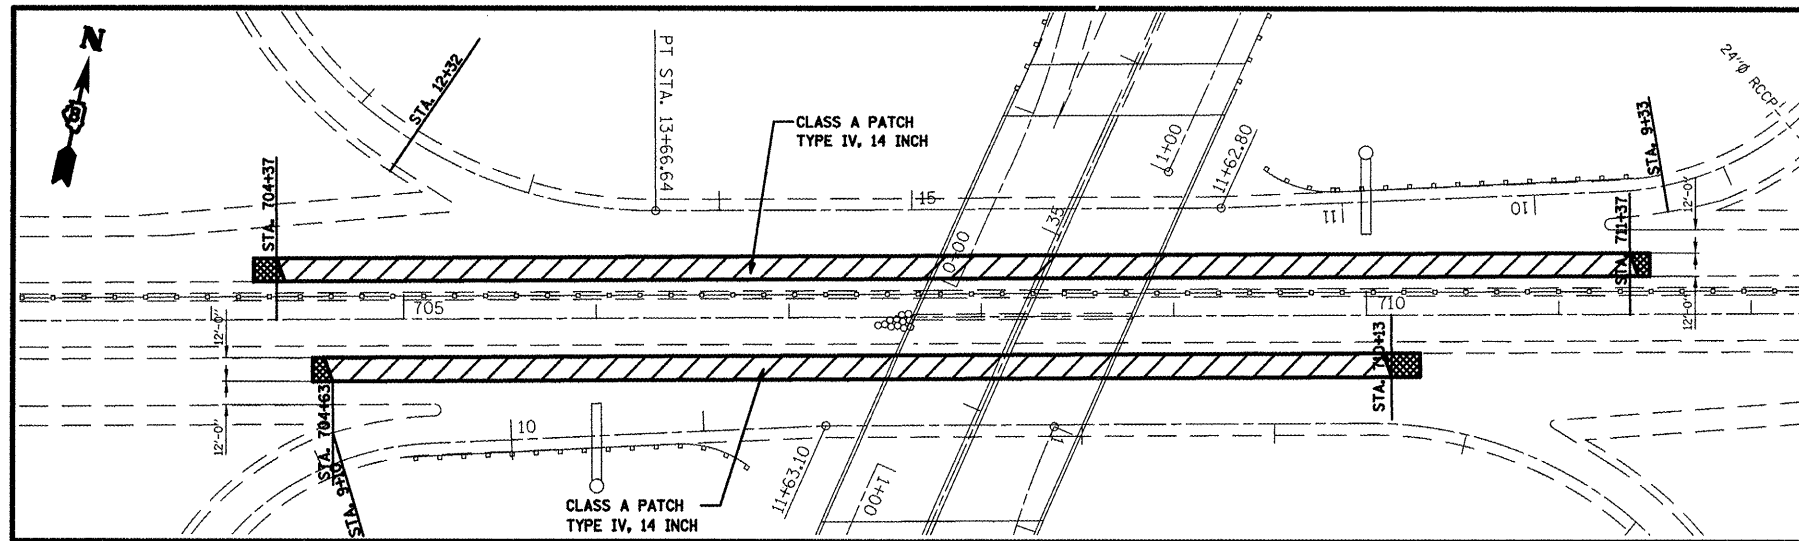 N
STA. 12+32
PT STA. 13+66.64
CLASS A PATCH
TYPE IV, 14 INCH
1+00
11+62.80
24"Ø RCCP
STA. 9+33
STA. 704+37
15
35
0+00
11
10
STA. 711+37
12'-0"
12'-0"
705
710
12'-0"
12'-0"
STA. 710+13
STA. 704+63
STA. 9+10
10
11+63.10
1+00
1
CLASS A PATCH
TYPE IV, 14 INCH